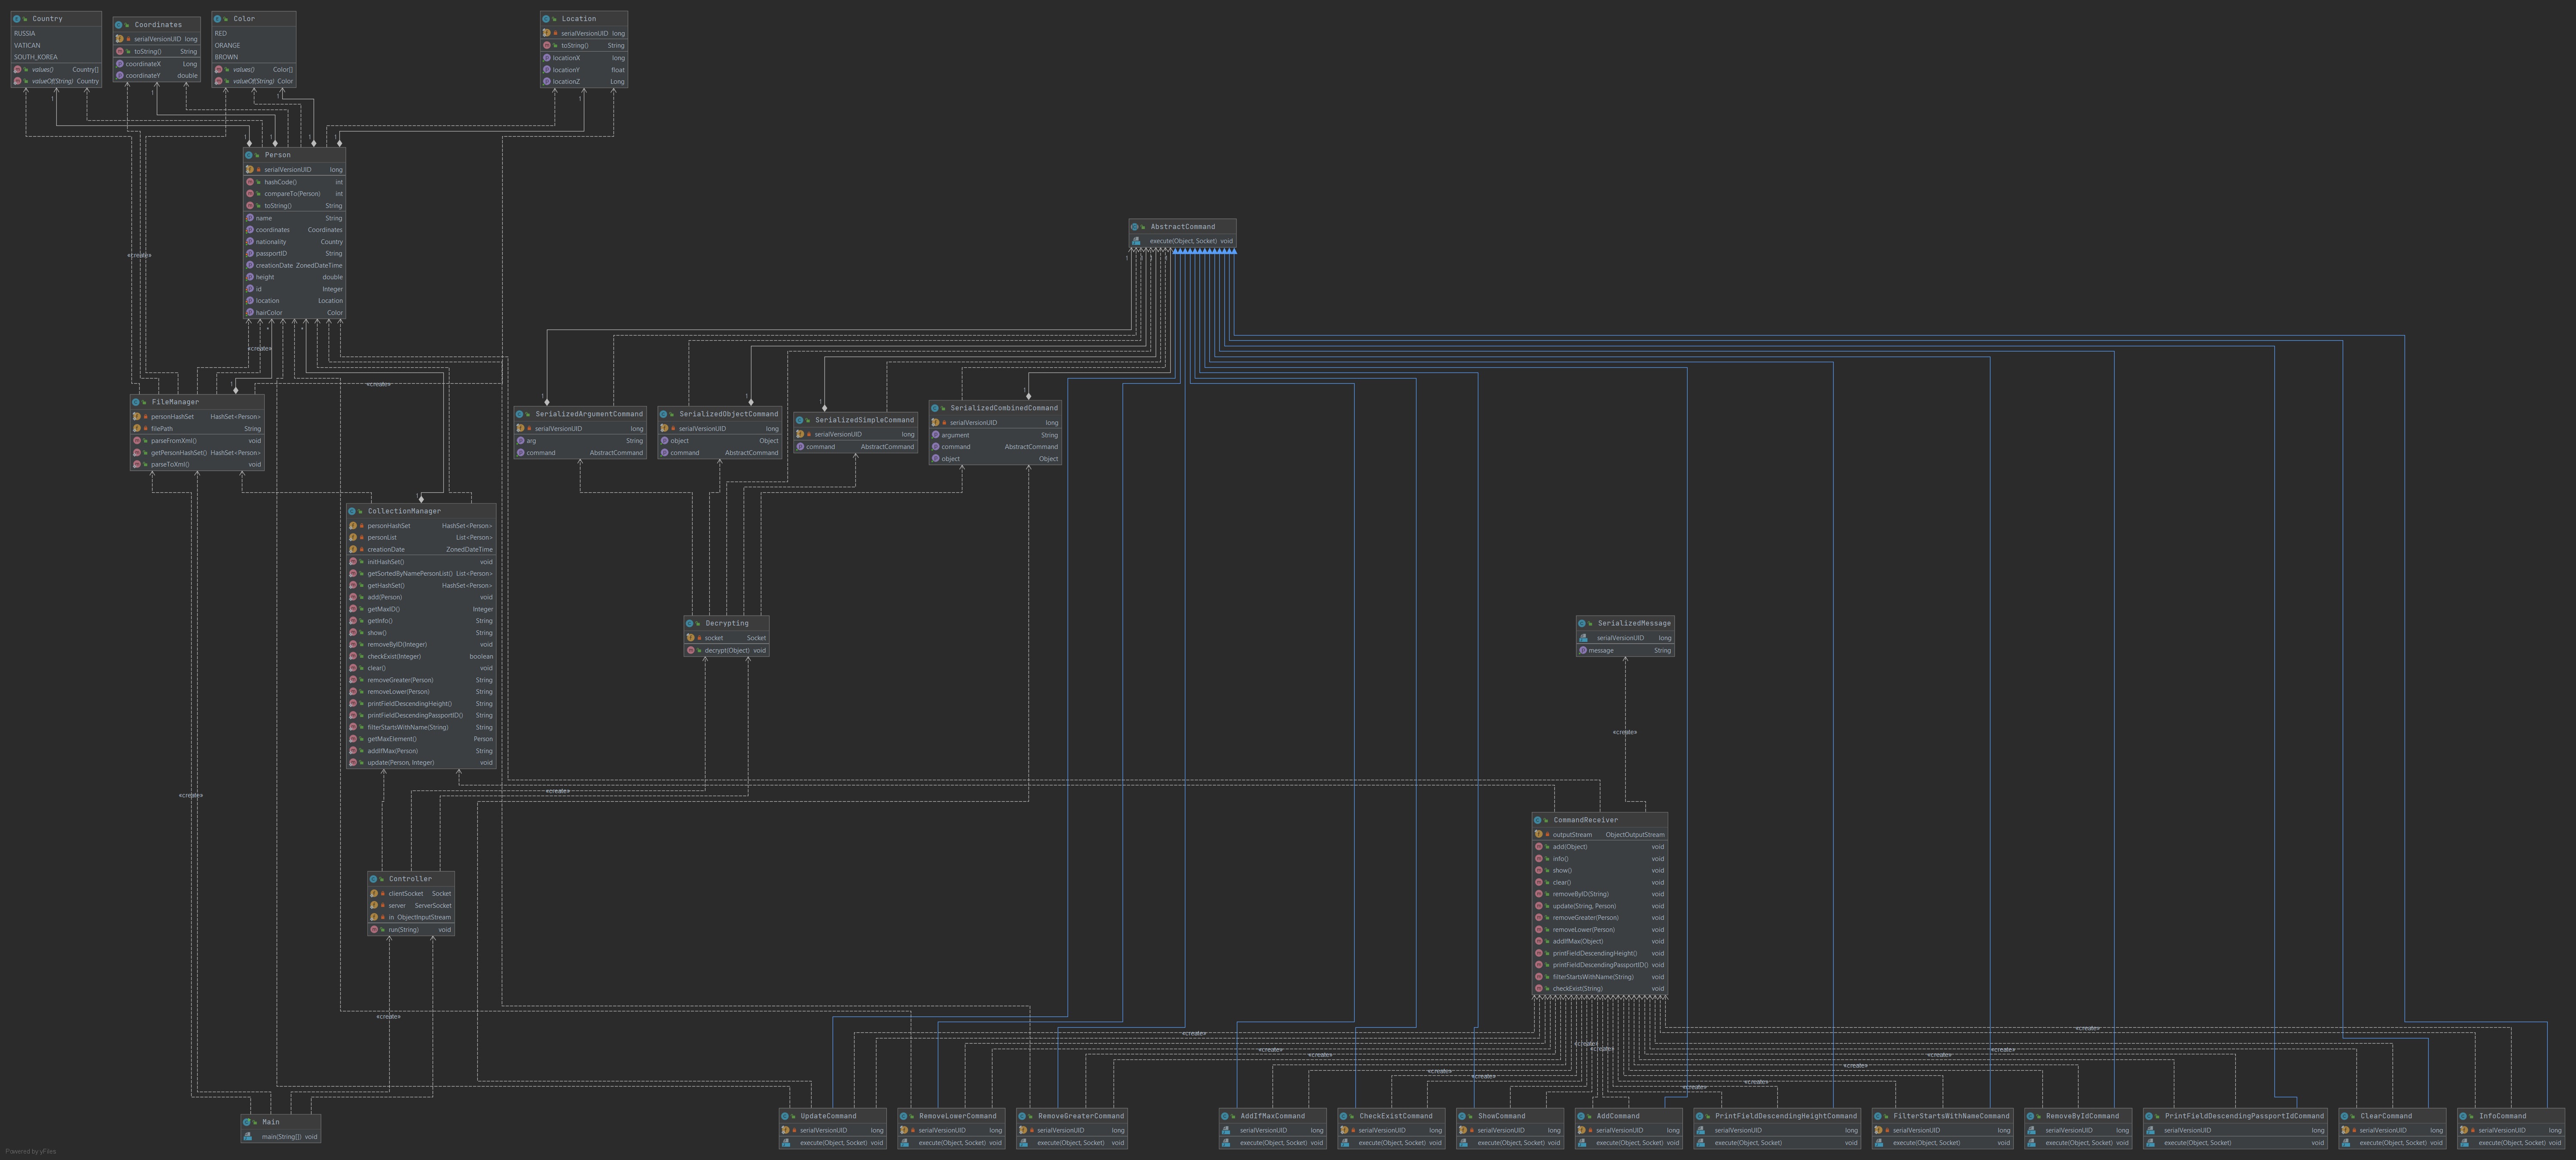 Country
RUSSIA
VATICAN
SOUTH_KOREA
values() Country[]
valueOf(String) Country
Coordinates
serialVersionUID long
toString() String
coordinateX Long
coordinateY double
Color
RED
ORANGE
BROWN
values() Color[]
valueOf(String) Color
Location
serialVersionUID long
toString() String
locationX long
locationY float
locationZ Long
Person
serialVersionUID long
hashCode() int
compareTo(Person) int
toString() String
name String
coordinates Coordinates
nationality Country
passportID String
creationDate ZonedDateTime
height double
id Integer
location Location
hairColor Color
AbstractCommand
execute(Object, Socket) void
«create»
«create»
«create»
FileManager
personHashSet HashSet<Person>
filePath String
parseFromXml() void
getPersonHashSet() HashSet<Person>
parseToXml() void
SerializedArgumentCommand
serialVersionUID long
arg String
command AbstractCommand
SerializedObjectCommand
serialVersionUID long
object Object
command AbstractCommand
SerializedSimpleCommand
serialVersionUID long
command AbstractCommand
SerializedCombinedCommand
serialVersionUID long
argument String
command AbstractCommand
object Object
CollectionManager
personHashSet HashSet<Person>
personList List<Person>
creationDate ZonedDateTime
initHashSet() void
getSortedByNamePersonList() List<Person>
getHashSet() HashSet<Person>
add(Person) void
getMaxID() Integer
getInfo() String
show() String
removeByID(Integer) void
checkExist(Integer) boolean
clear() void
removeGreater(Person) String
removeLower(Person) String
printFieldDescendingHeight() String
printFieldDescendingPassportID() String
filterStartsWithName(String) String
getMaxElement() Person
addIfMax(Person) String
update(Person, Integer) void
Decrypting
socket Socket
decrypt(Object) void
SerializedMessage
serialVersionUID long
message String
«create»
«create»
«create»
CommandReceiver
outputStream ObjectOutputStream
add(Object) void
info() void
show() void
clear() void
removeByID(String) void
update(String, Person) void
removeGreater(Person) void
removeLower(Person) void
addIfMax(Object) void
printFieldDescendingHeight() void
printFieldDescendingPassportID() void
filterStartsWithName(String) void
checkExist(String) void
Controller
clientSocket Socket
server ServerSocket
in ObjectInputStream
run(String) void
«create»
«create»
«create»
«create»
«create»
«create»
«create»
«create»
«create»
«create»
«create»
«create»
«create»
«create»
Main
main(String[]) void
UpdateCommand
serialVersionUID long
execute(Object, Socket) void
RemoveLowerCommand
serialVersionUID long
execute(Object, Socket) void
RemoveGreaterCommand
serialVersionUID long
execute(Object, Socket) void
AddIfMaxCommand
serialVersionUID long
execute(Object, Socket) void
CheckExistCommand
serialVersionUID long
execute(Object, Socket) void
ShowCommand
serialVersionUID long
execute(Object, Socket) void
AddCommand
serialVersionUID long
execute(Object, Socket) void
PrintFieldDescendingHeightCommand
serialVersionUID long
execute(Object, Socket) void
FilterStartsWithNameCommand
serialVersionUID long
execute(Object, Socket) void
RemoveByIdCommand
serialVersionUID long
execute(Object, Socket) void
PrintFieldDescendingPassportIdCommand
serialVersionUID long
execute(Object, Socket) void
ClearCommand
serialVersionUID long
execute(Object, Socket) void
InfoCommand
serialVersionUID long
execute(Object, Socket) void
Powered by yFiles